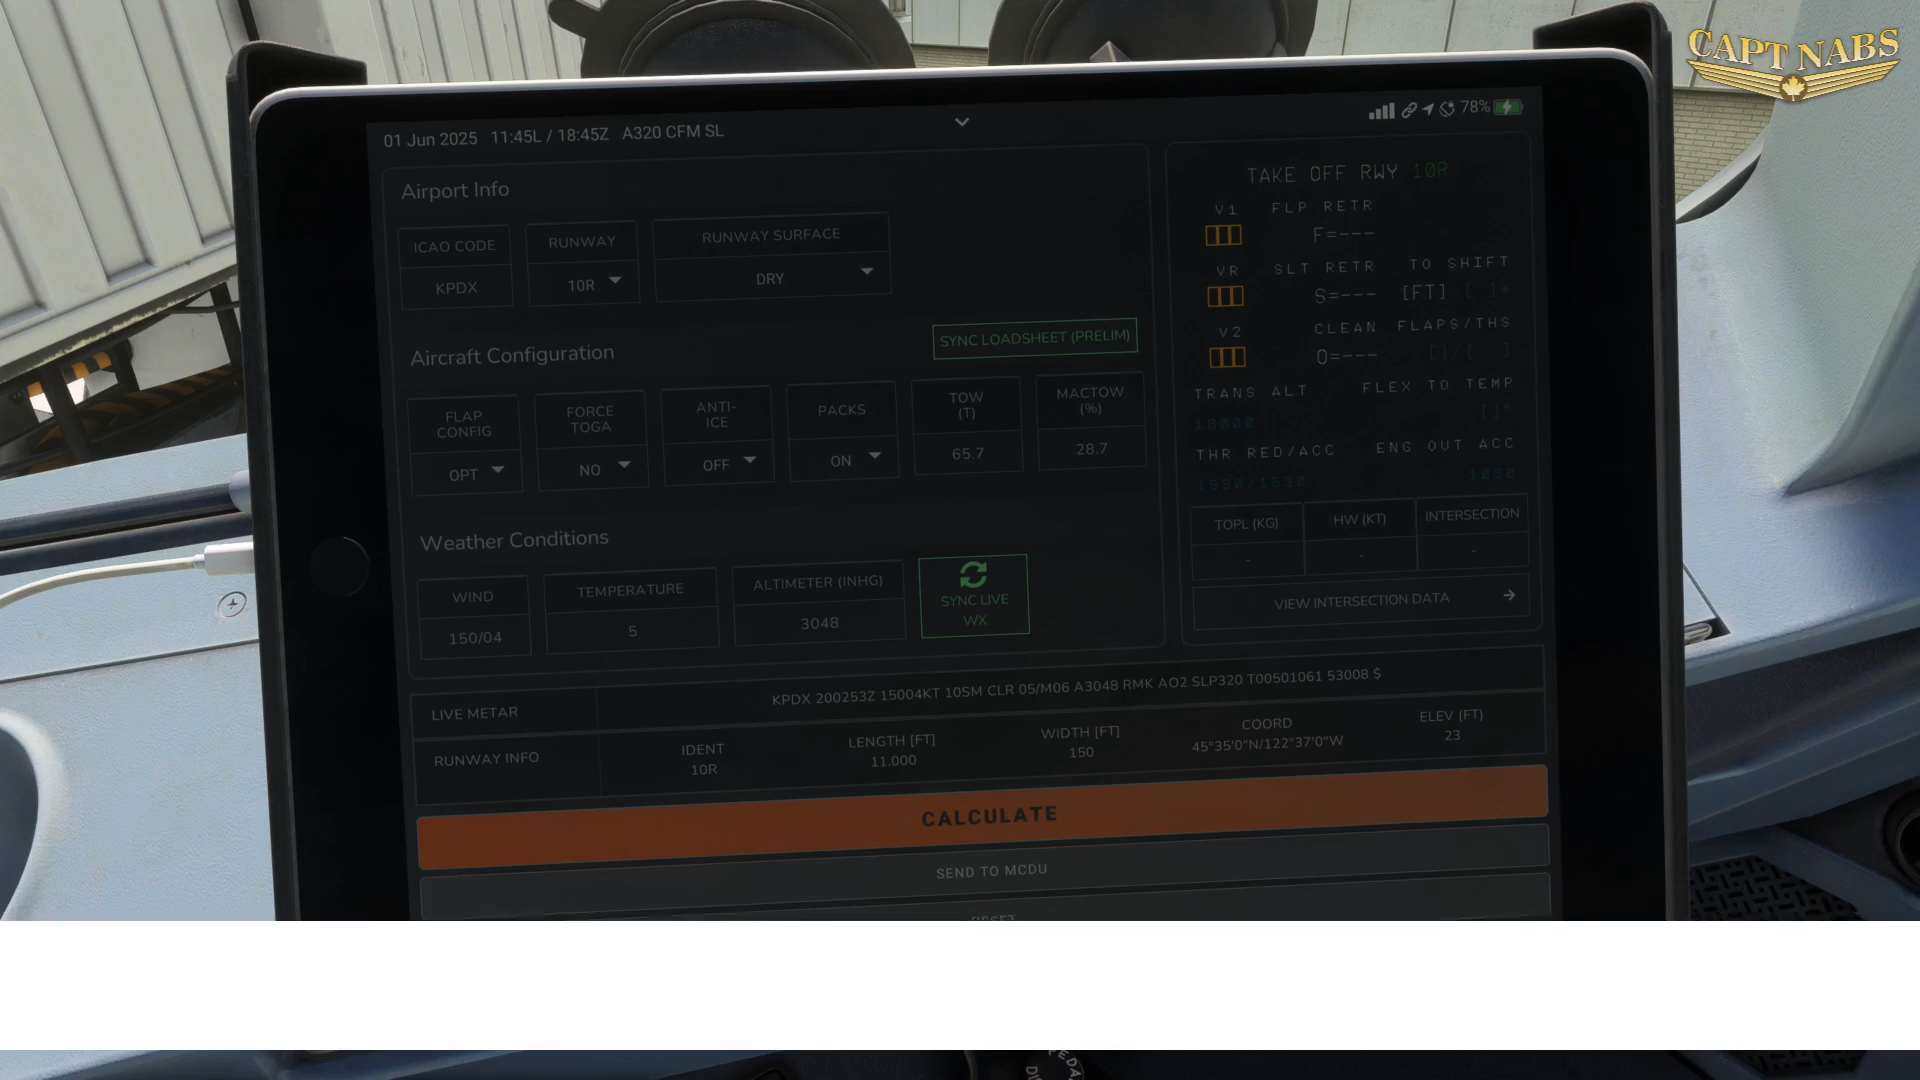 CAPT NABS
01 Jun 2025 11:45L / 18:45Z A320 CFM SL
78%
Airport Info
ICAO CODE
KPDX
RUNWAY
10R
RUNWAY SURFACE
DRY
Aircraft Configuration
SYNC LOADSHEET (PRELIM)
FLAP
CONFIG
OPT
FORCE
TOGA
NO
ANTI-
ICE
OFF
PACKS
ON
TOW
(T)
65.7
MACTOW
(%)
28.7
Weather Conditions
WIND
150/04
TEMPERATURE
5
ALTIMETER (INHG)
3048
SYNC LIVE
WX
TAKE OFF RWY 10R
V1 FLP RETR
F=---
VR SLT RETR TO SHIFT
S=--- [FT] [ ]*
V2 CLEAN FLAPS/THS
O=--- []/[ ]
TRANS ALT FLEX TO TEMP
18000 []°
THR RED/ACC ENG OUT ACC
1530/1530 1030
TOPL (KG) HW (KT) INTERSECTION
- - -
VIEW INTERSECTION DATA
LIVE METAR KPDX 200253Z 15004KT 10SM CLR 05/M06 A3048 RMK AO2 SLP320 T00501061 53008 $
RUNWAY INFO
IDENT
10R
LENGTH [FT]
11,000
WIDTH [FT]
150
COORD
45°35'0"N/122°37'0"W
ELEV (FT)
23
CALCULATE
SEND TO MCDU
RESET